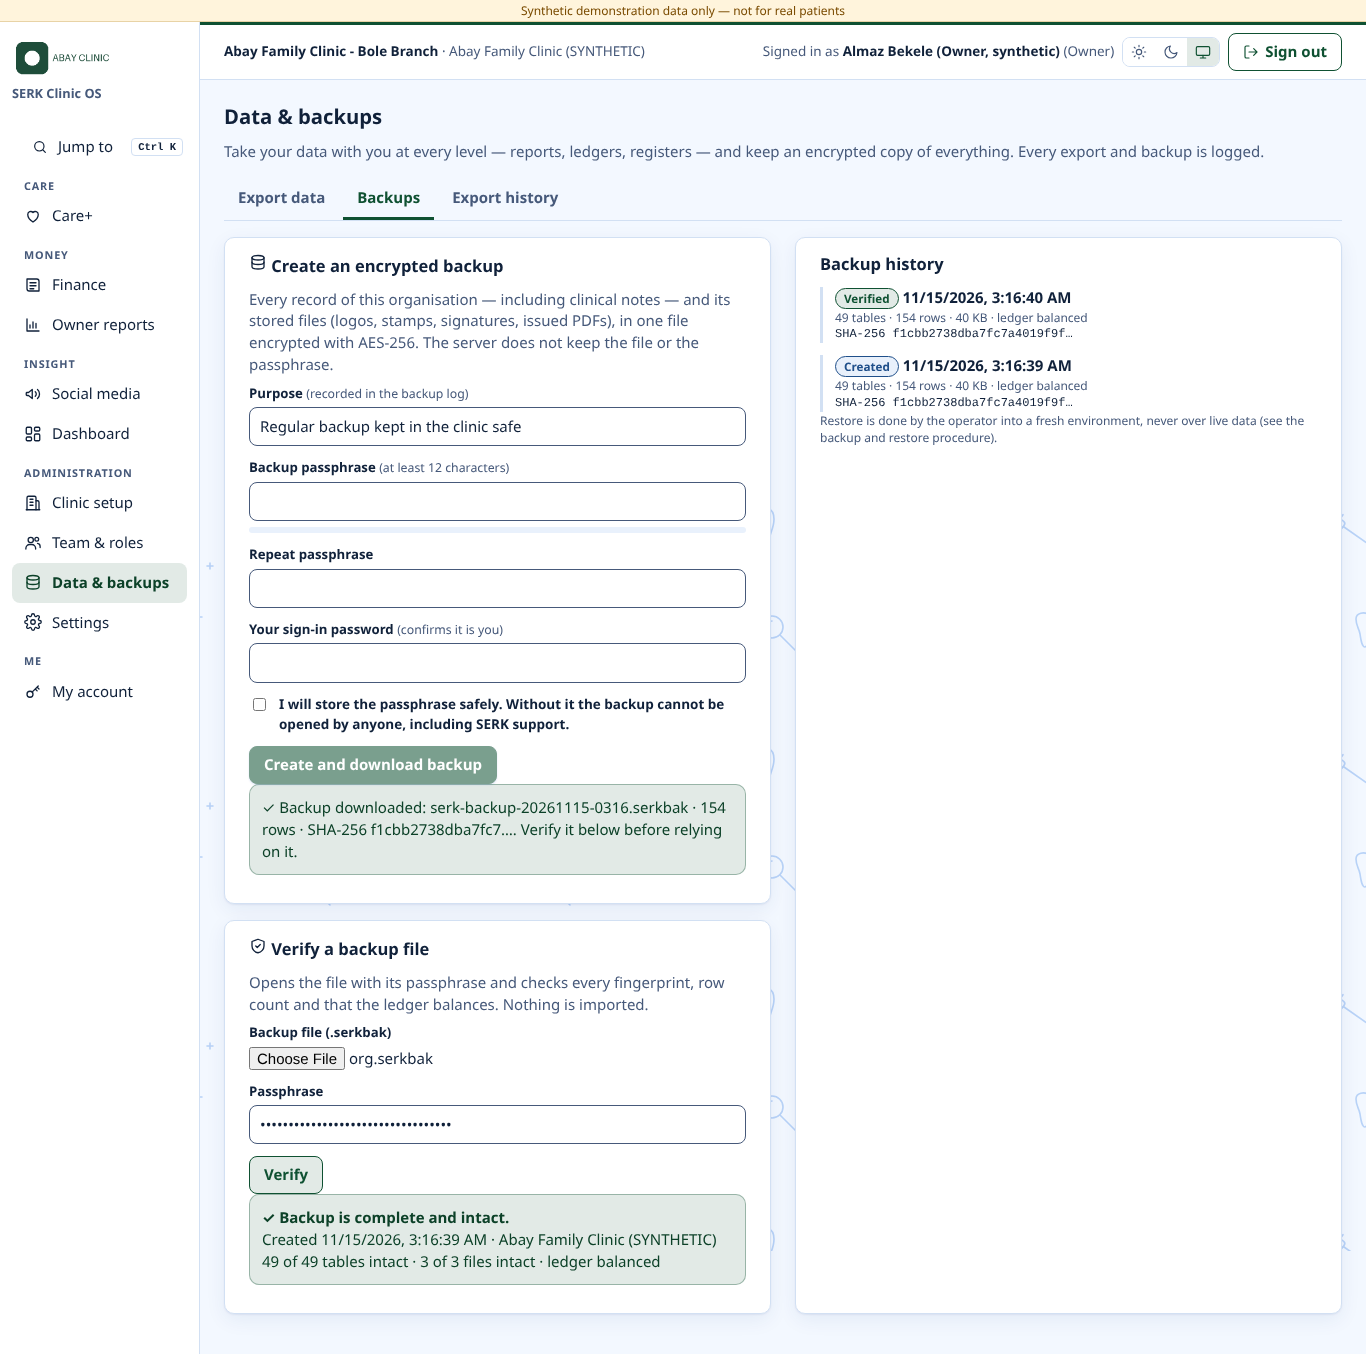 Synthetic demonstration data only — not for real patients
ABAY CLINIC
SERK Clinic OS
Jump to Ctrl K
CARE
Care+
MONEY
Finance
Owner reports
INSIGHT
Social media
Dashboard
ADMINISTRATION
Clinic setup
Team & roles
Data & backups
Settings
ME
My account
Abay Family Clinic - Bole Branch · Abay Family Clinic (SYNTHETIC)
Signed in as Almaz Bekele (Owner, synthetic) (Owner)
Sign out
Data & backups
Take your data with you at every level — reports, ledgers, registers — and keep an encrypted copy of everything. Every export and backup is logged.
Export data Backups Export history
Create an encrypted backup
Every record of this organisation — including clinical notes — and its
stored files (logos, stamps, signatures, issued PDFs), in one file
encrypted with AES-256. The server does not keep the file or the
passphrase.
Purpose (recorded in the backup log)
Regular backup kept in the clinic safe
Backup passphrase (at least 12 characters)
Repeat passphrase
Your sign-in password (confirms it is you)
I will store the passphrase safely. Without it the backup cannot be
opened by anyone, including SERK support.
Create and download backup
✓ Backup downloaded: serk-backup-20261115-0316.serkbak · 154
rows · SHA-256 f1cbb2738dba7fc7.... Verify it below before relying
on it.
Verify a backup file
Opens the file with its passphrase and checks every fingerprint, row
count and that the ledger balances. Nothing is imported.
Backup file (.serkbak)
Choose File org.serkbak
Passphrase
••••••••••••••••••••••••••••••••••
Verify
✓ Backup is complete and intact.
Created 11/15/2026, 3:16:39 AM · Abay Family Clinic (SYNTHETIC)
49 of 49 tables intact · 3 of 3 files intact · ledger balanced
Backup history
Verified 11/15/2026, 3:16:40 AM
49 tables · 154 rows · 40 KB · ledger balanced
SHA-256 f1cbb2738dba7fc7a4019f9f…
Created 11/15/2026, 3:16:39 AM
49 tables · 154 rows · 40 KB · ledger balanced
SHA-256 f1cbb2738dba7fc7a4019f9f…
Restore is done by the operator into a fresh environment, never over live data (see the
backup and restore procedure).